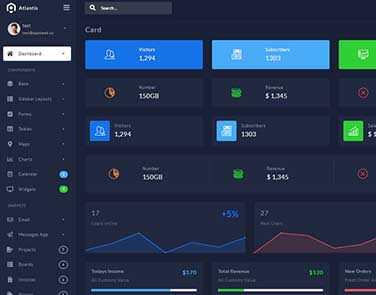 Atlantis
Search...
Dashboard
COMPONENTS
Base
Sidebar Layouts
Forms
Tables
Maps
Charts
Calendar
Widgets
SNIPPETS
Email
Messages App
Projects
Boards
Invoices
Card
Visitors
1,294
Subscribers
1303
Number
150GB
Revenue
$ 1,345
Visitors
1,294
Subscribers
1303
Number
150GB
Revenue
$ 1,345
17
+5%
Users online
27
New Users
Todays Income
$170
All Customs Value
Total Revenue
$120
All Customs Value
New Orders
Fresh Order